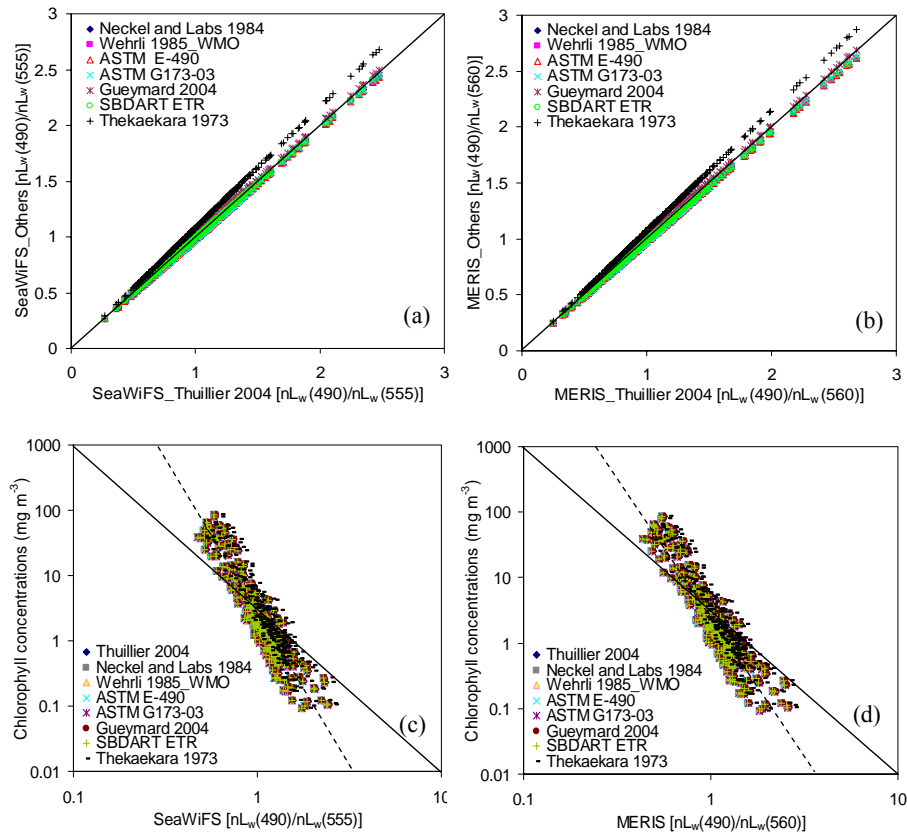 SeaWiFS_Others [nLw(490)/nLw(555)]
3
2.5
2
1.5
1
0.5
0
Neckel and Labs 1984
Wehrli 1985_WMO
ASTM E-490
ASTM G173-03
Gueymard 2004
SBDART ETR
Thekaekara 1973
(a)
0
1
2
3
SeaWiFS_Thuillier 2004 [nLw(490)/nLw(555)]
MERIS_Others [nLw(490)/nLw(560)]
3
2.5
2
1.5
1
0.5
0
Neckel and Labs 1984
Wehrli 1985_WMO
ASTM E-490
ASTM G173-03
Gueymard 2004
SBDART ETR
Thekaekara 1973
(b)
0
1
2
3
MERIS_Thuillier 2004 [nLw(490)/nLw(560)]
Chlorophyll concentrations (mg m-3)
1000
100
10
1
0.1
0.01
Thuillier 2004
Neckel and Labs 1984
Wehrli 1985_WMO
ASTM E-490
ASTM G173-03
Gueymard 2004
SBDART ETR
Thekaekara 1973
(c)
0.1
1
10
SeaWiFS [nLw(490)/nLw(555)]
Chlorophyll concentrations (mg m-3)
1000
100
10
1
0.1
0.01
Thuillier 2004
Neckel and Labs 1984
Wehrli 1985_WMO
ASTM E-490
ASTM G173-03
Gueymard 2004
SBDART ETR
Thekaekara 1973
(d)
0.1
1
10
MERIS [nLw(490)/nLw(560)]